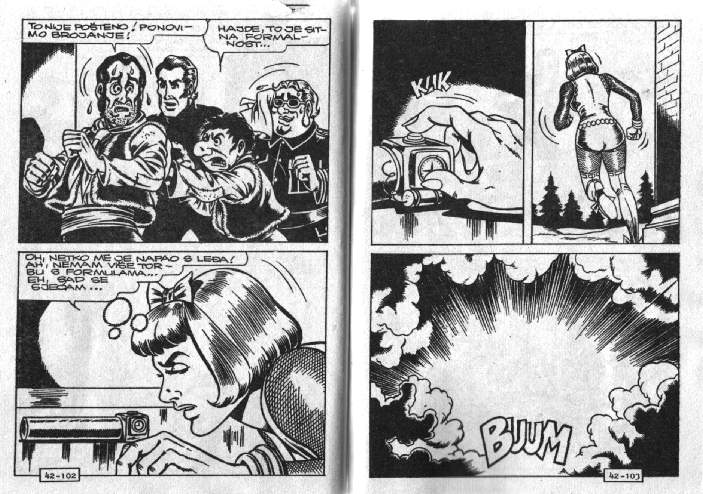 TO NIJE POŠTENO! PONOVI-
MO BROJANJE!
HAJDE, TO JE SIT-
NA FORMAL-
NOST...
OH, NETKO ME JE NAPAO S LEĐA!
AH, NEMAM VIŠE TOR-
BU S FORMULAMA...
EH, SAD SE
SJEĆAM...
42-102
KLIK
BUUM
42-103